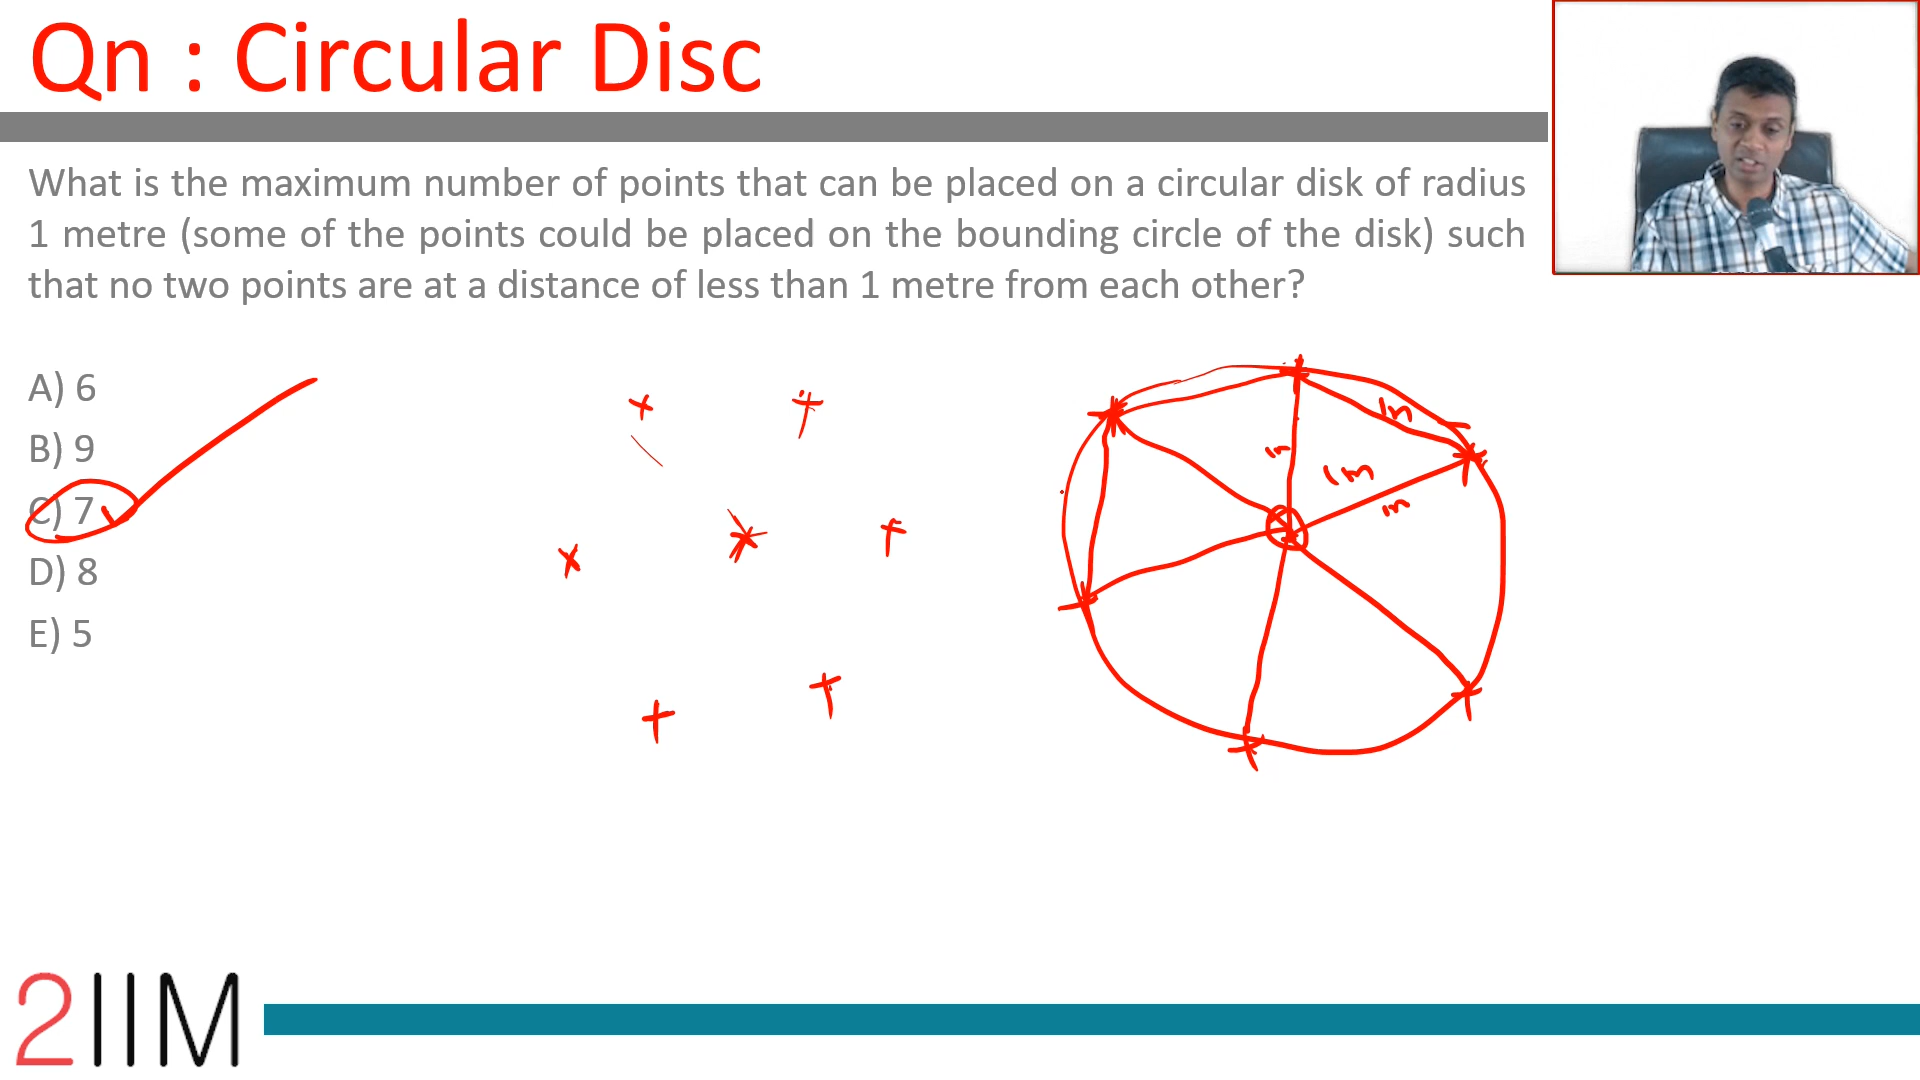 Qn : Circular Disc
What is the maximum number of points that can be placed on a circular disk of radius
1 metre (some of the points could be placed on the bounding circle of the disk) such
that no two points are at a distance of less than 1 metre from each other?
A) 6
B) 9
C) 7
D) 8
E) 5
1m
1m
2IIM